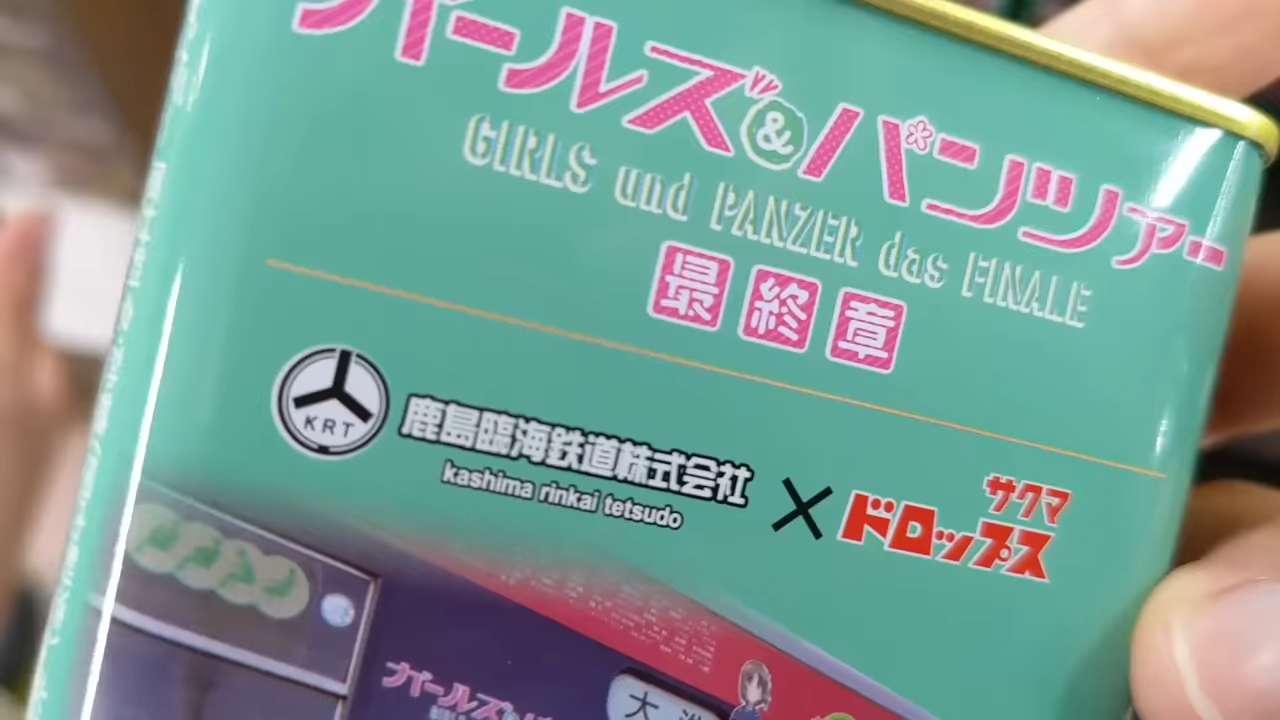 ガールズ&パンツァー
GIRLS und PANZER das FINALE
最終章
KRT
鹿島臨海鉄道株式会社
kashima rinkai tetsudo
×
サクマ
ドロップス
ガールズ&
大洗